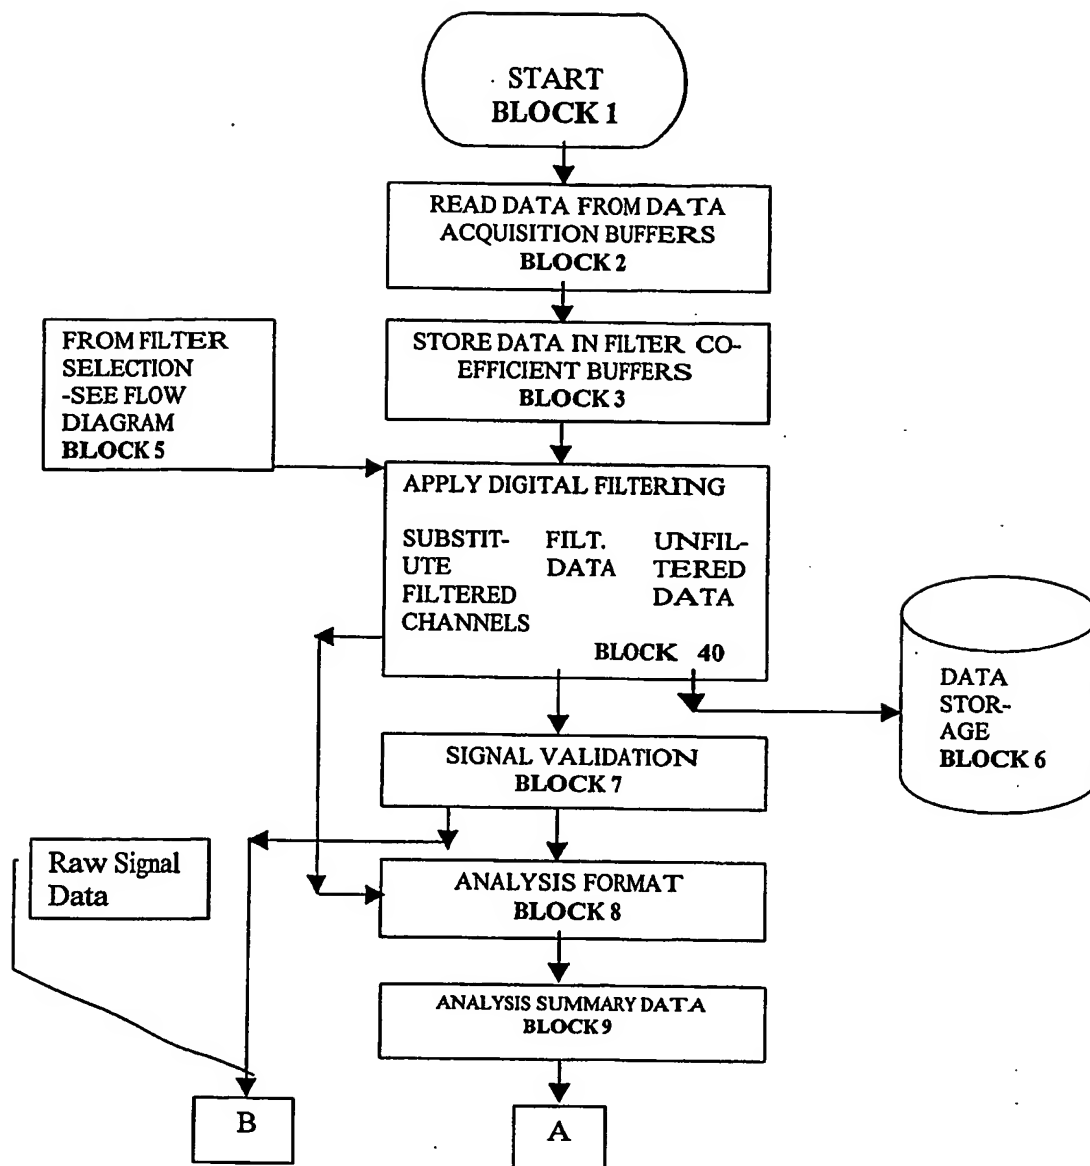 START
BLOCK 1
READ DATA FROM DATA
ACQUISITION BUFFERS
BLOCK 2
STORE DATA IN FILTER CO-
EFFICIENT BUFFERS
BLOCK 3
FROM FILTER
SELECTION
-SEE FLOW
DIAGRAM
BLOCK 5
APPLY DIGITAL FILTERING
SUBSTIT-
UTE
FILTERED
CHANNELS
FILT.
DATA
UNFIL-
TERED
DATA
BLOCK 40
DATA
STOR-
AGE
BLOCK 6
SIGNAL VALIDATION
BLOCK 7
Raw Signal
Data
ANALYSIS FORMAT
BLOCK 8
ANALYSIS SUMMARY DATA
BLOCK 9
B
A